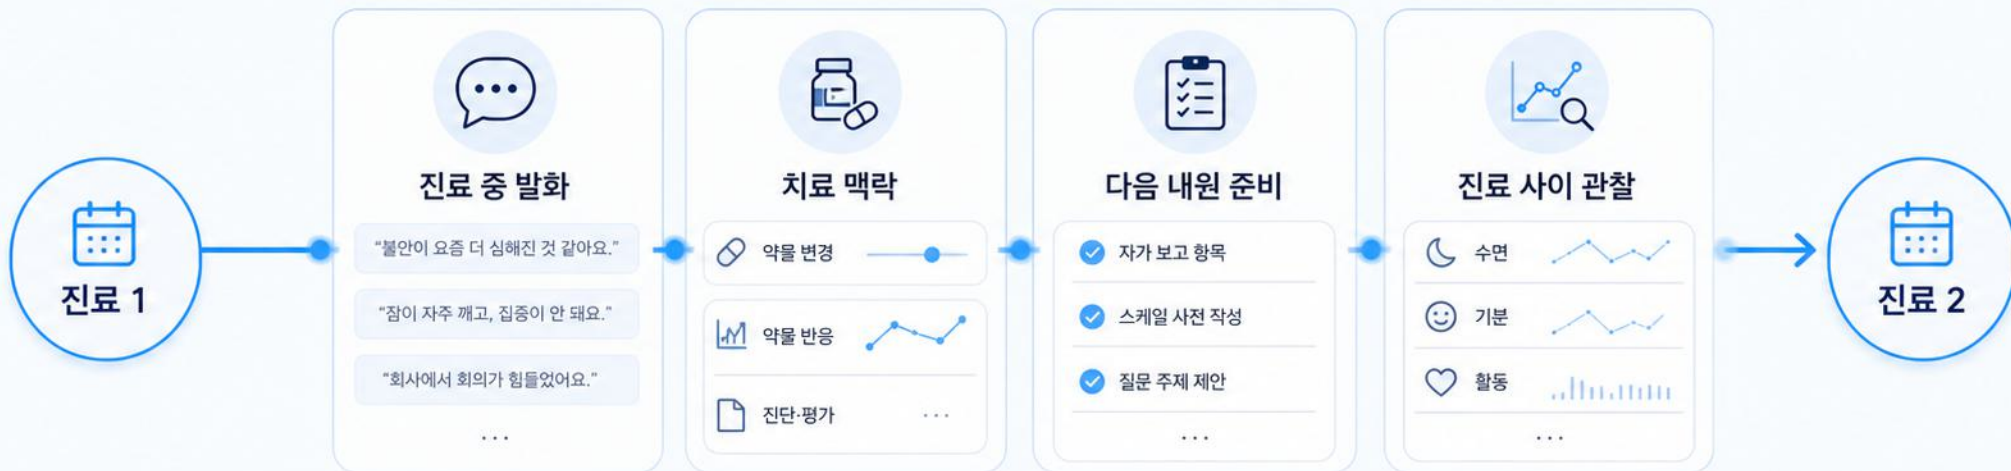 진료 1
진료 중 발화
“불안이 요즘 더 심해진 것 같아요.”
“잠이 자주 깨고, 집중이 안 돼요.”
“회사에서 회의가 힘들었어요.”
...
치료 맥락
약물 변경
약물 반응
진단·평가
...
다음 내원 준비
자가 보고 항목
스케일 사전 작성
질문 주제 제안
...
진료 사이 관찰
수면
기분
활동
...
진료 2